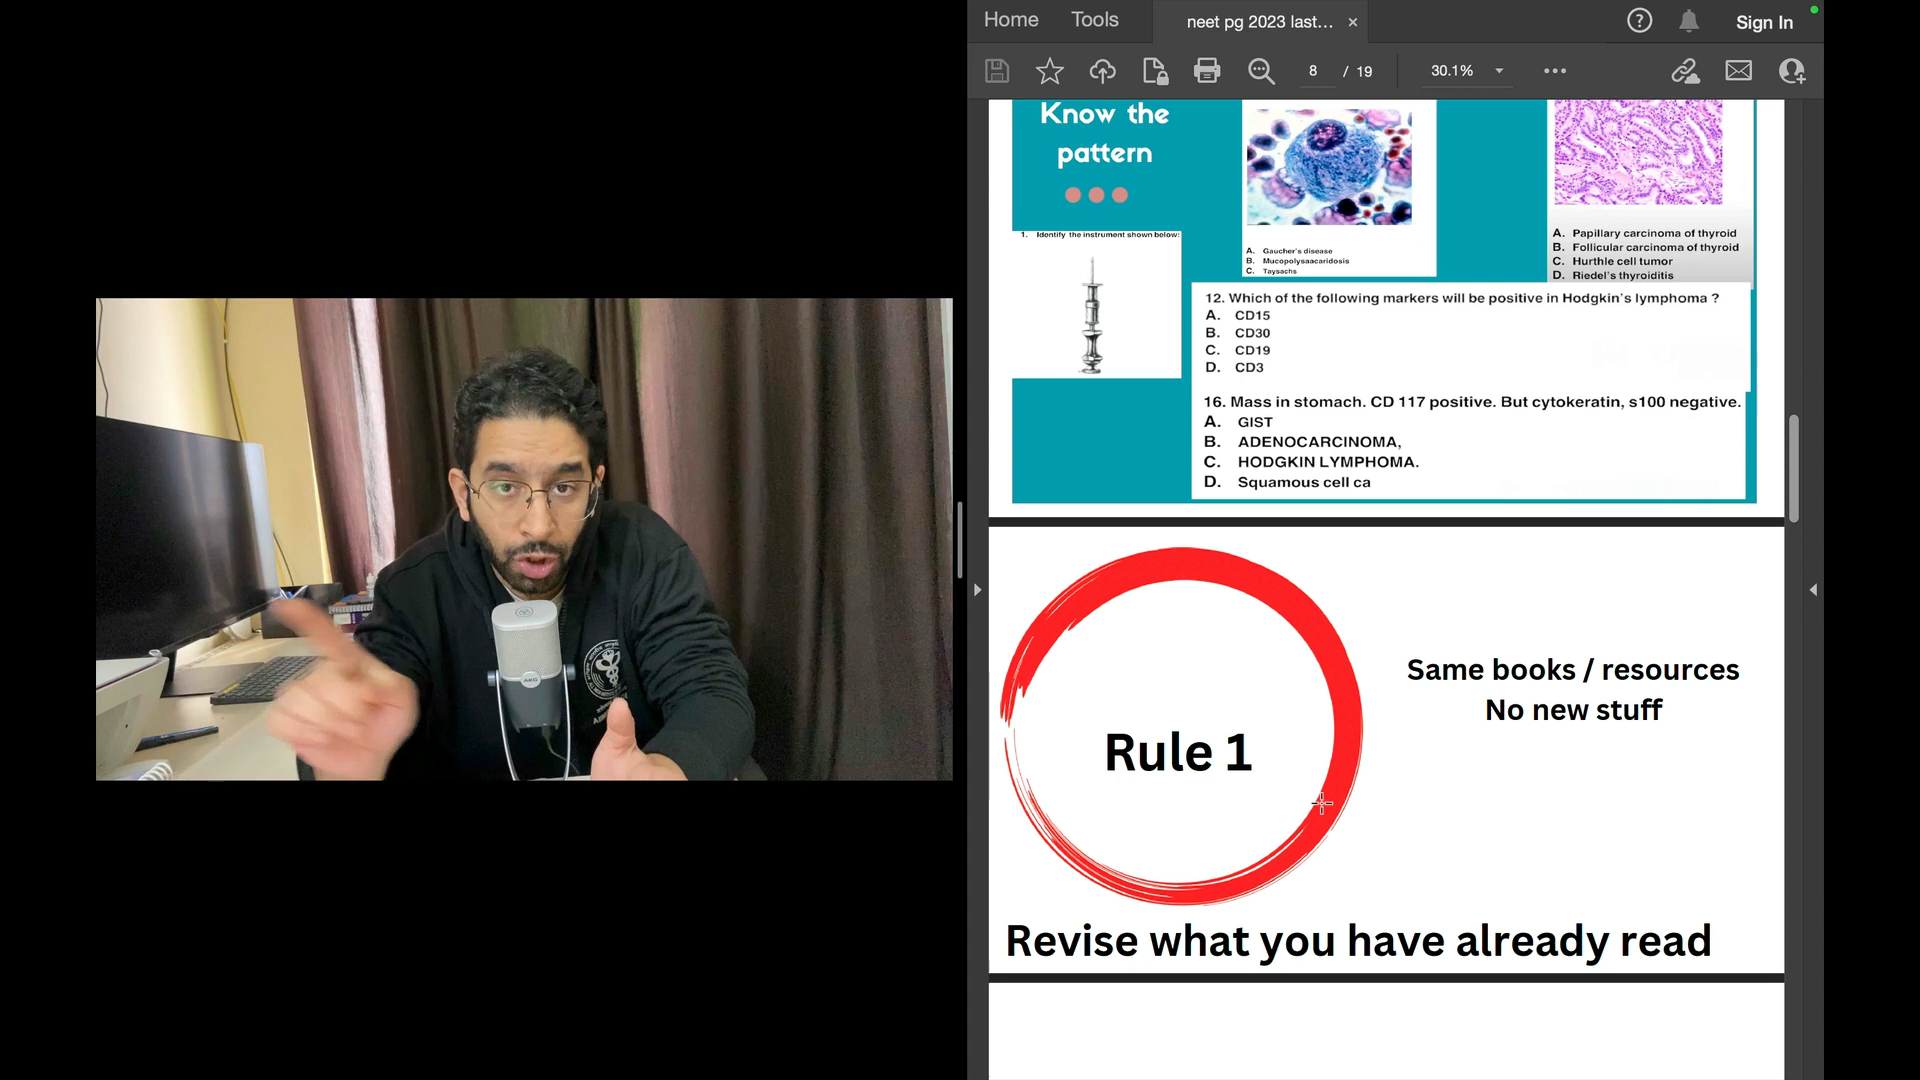 Home Tools neet pg 2023 last... × ? Sign In
8 / 19 30.1%
Know the
pattern
1. Identify the instrument shown below:
A. Gaucher's disease
B. Mucopolysaacaridosis
C. Taysachs
A. Papillary carcinoma of thyroid
B. Follicular carcinoma of thyroid
C. Hurthle cell tumor
D. Riedel's thyroiditis
12. Which of the following markers will be positive in Hodgkin's lymphoma ?
A. CD15
B. CD30
C. CD19
D. CD3
16. Mass in stomach. CD 117 positive. But cytokeratin, s100 negative.
A. GIST
B. ADENOCARCINOMA,
C. HODGKIN LYMPHOMA.
D. Squamous cell ca
AKG
Rule 1
Same books / resources
No new stuff
Revise what you have already read